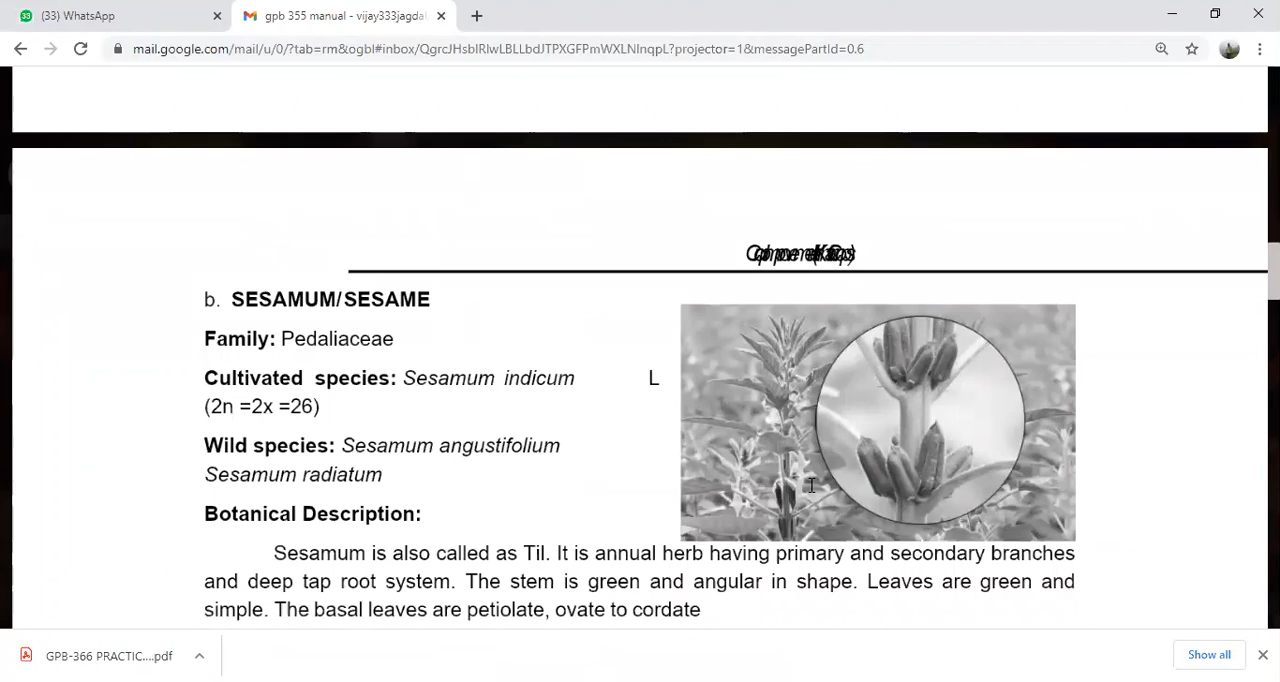 (33) WhatsApp
gpb 355 manual - vijay333jagdal
mail.google.com/mail/u/0/?tab=rm&ogbl#inbox/QgrcJHsblRlwLBLLbdJTPXGFPmWXLNlnqpL?projector=1&messagePartId=0.6
b. SESAMUM/ SESAME
Family: Pedaliaceae
Cultivated species: Sesamum indicum L
(2n =2x =26)
Wild species: Sesamum angustifolium
Sesamum radiatum
Botanical Description:
Sesamum is also called as Til. It is annual herb having primary and secondary branches
and deep tap root system. The stem is green and angular in shape. Leaves are green and
simple. The basal leaves are petiolate, ovate to cordate
GPB-366 PRACTIC....pdf
Show all